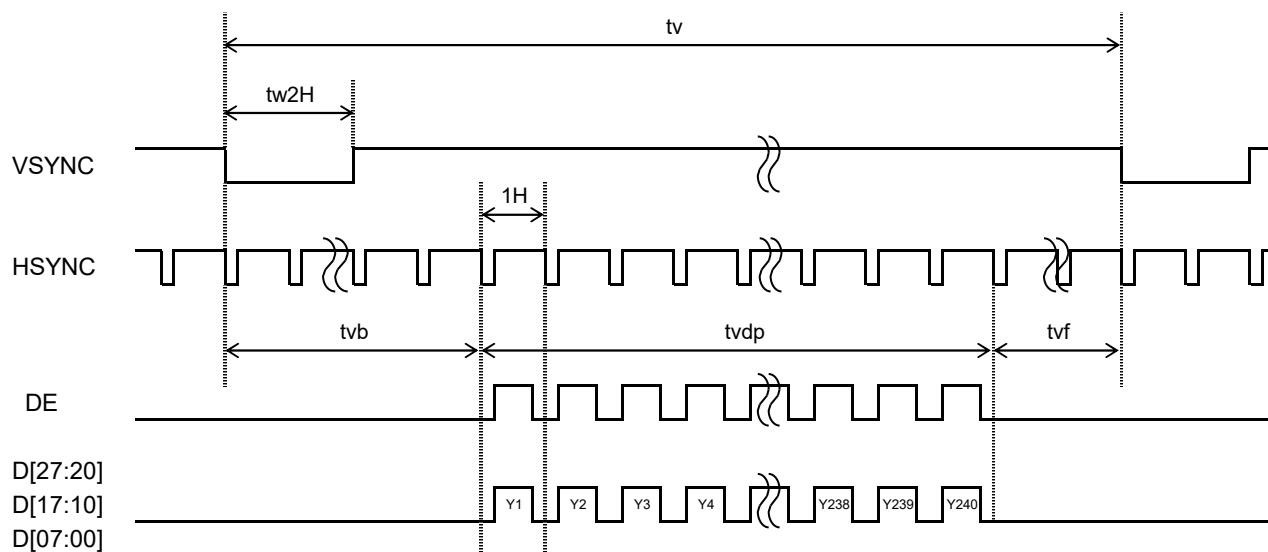 tv
tw2H
VSYNC
1H
HSYNC
tvb
tvdp
tvf
DE
D[27:20]
D[17:10]
D[07:00]
Y1
Y2
Y3
Y4
Y238
Y239
Y240